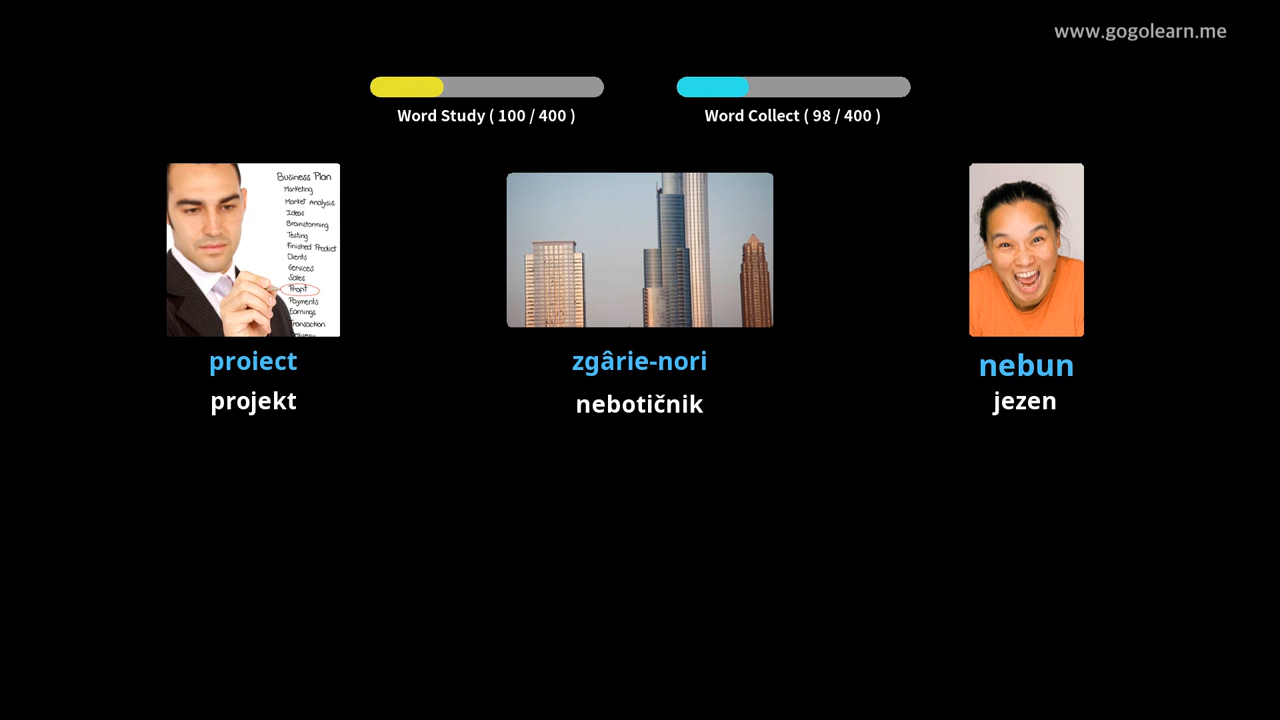 www.gogolearn.me
Word Study ( 100 / 400 )
Word Collect ( 98 / 400 )
Business Plan
Marketing
Market Analysis
Ideas
Brainstorming
Testing
Finished Product
Clients
Services
Sales
Profit
Payments
Earnings
Transaction
proiect
projekt
zgârie-nori
nebotičnik
nebun
jezen